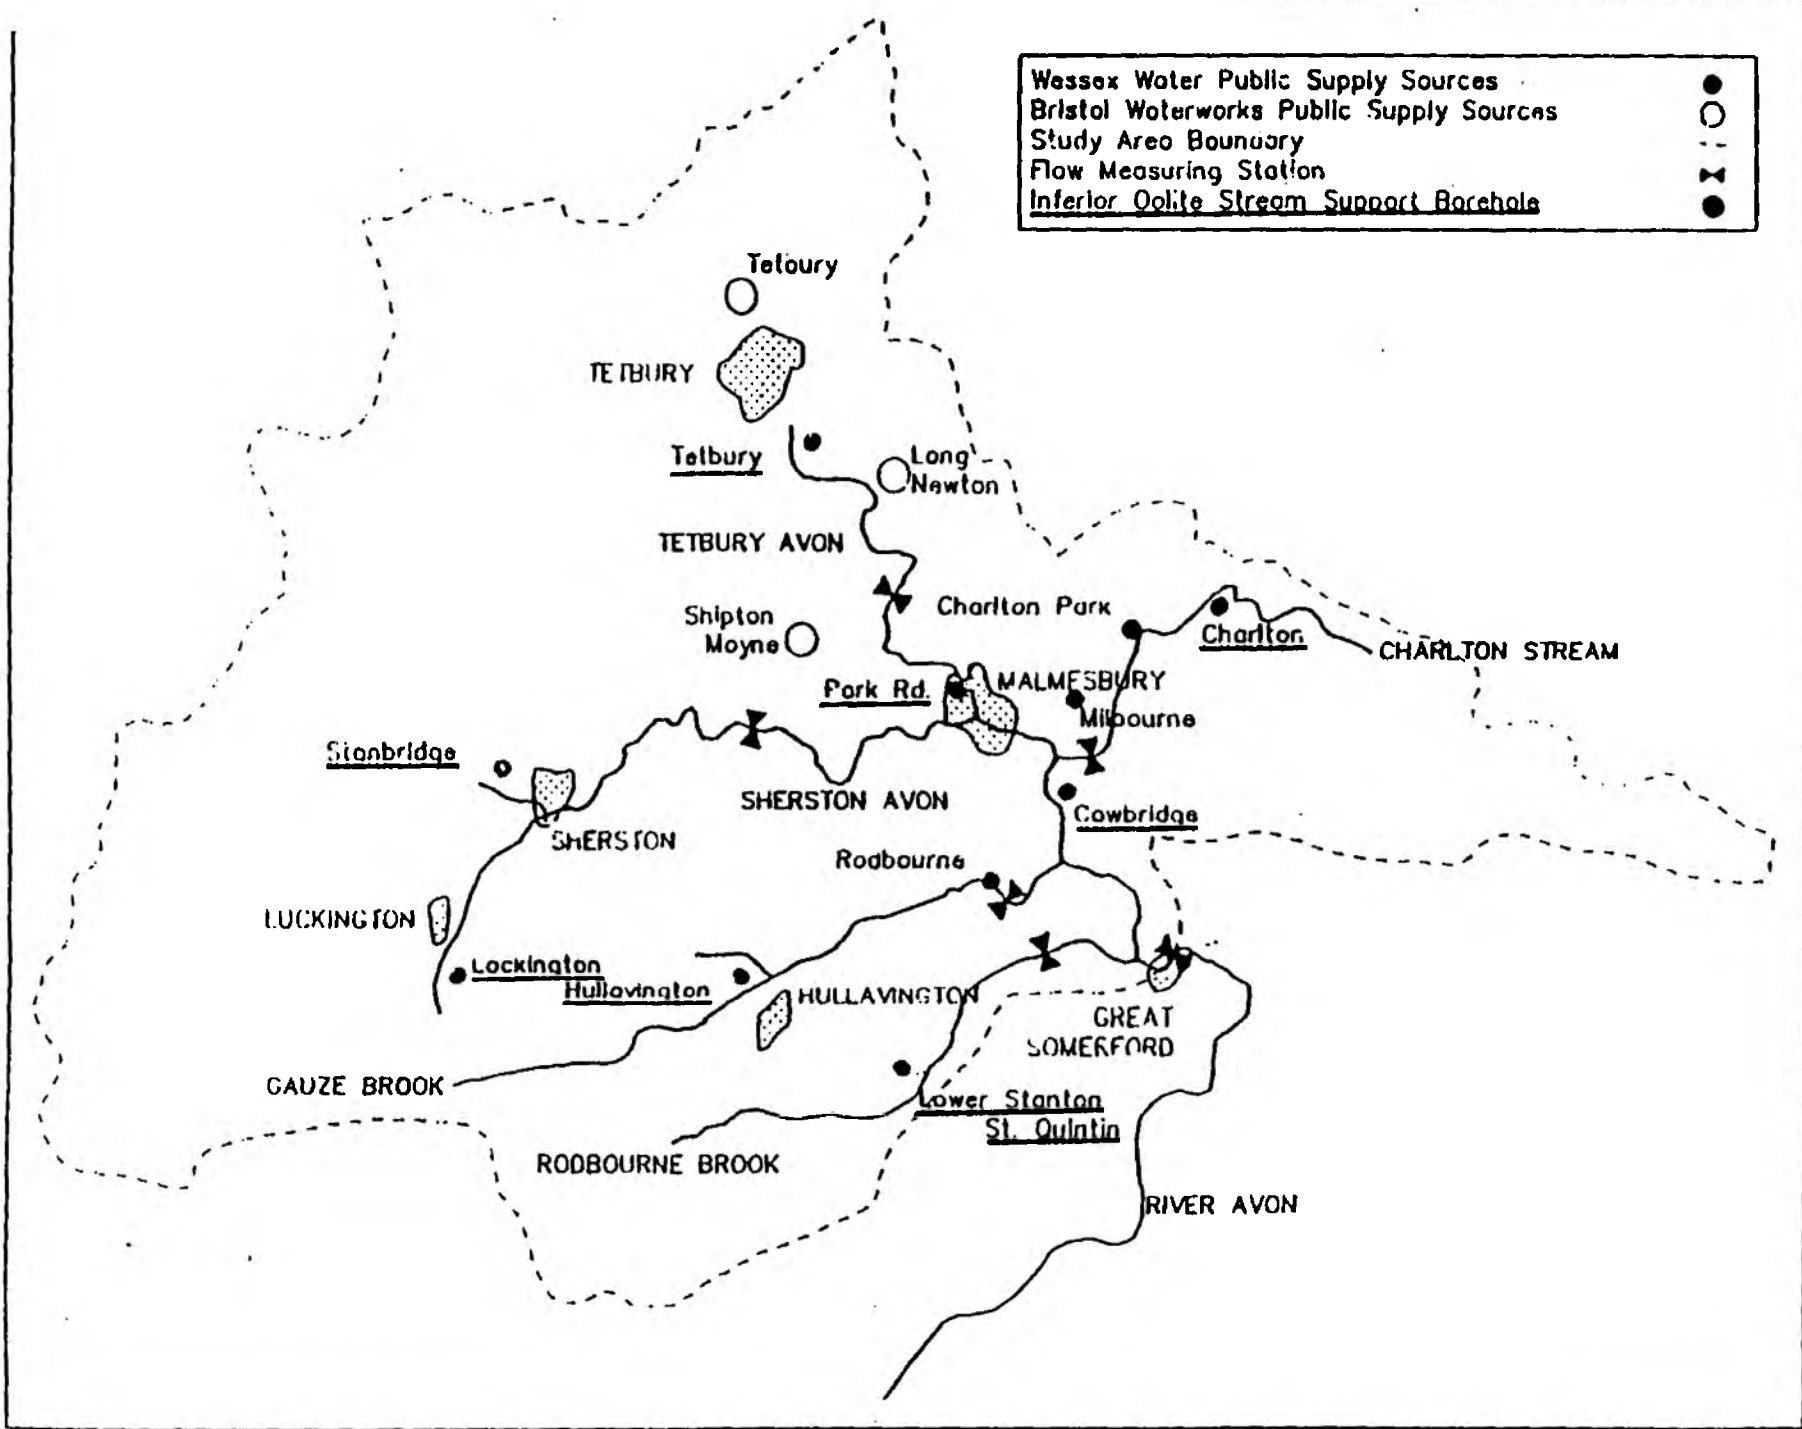 Wessex Water Public Supply Sources
Bristol Waterworks Public Supply Sources
Study Area Boundary
Flow Measuring Station
Inferior Oolite Stream Support Borehole
Tetbury
TETBURY
Tetbury
Long
Newton
TETBURY AVON
Charlton Park
Shipton
Moyne
Charlton
CHARLTON STREAM
Park Rd.
MALMESBURY
Milbourne
Stanbridge
SHERSTON AVON
Cowbridge
SHERSTON
Rodbourne
LUCKINGTON
Lockington
Hullavington
HULLAVINGTON
GREAT
SOMERFORD
GAUZE BROOK
Lower Stanton
St. Quintin
RODBOURNE BROOK
RIVER AVON